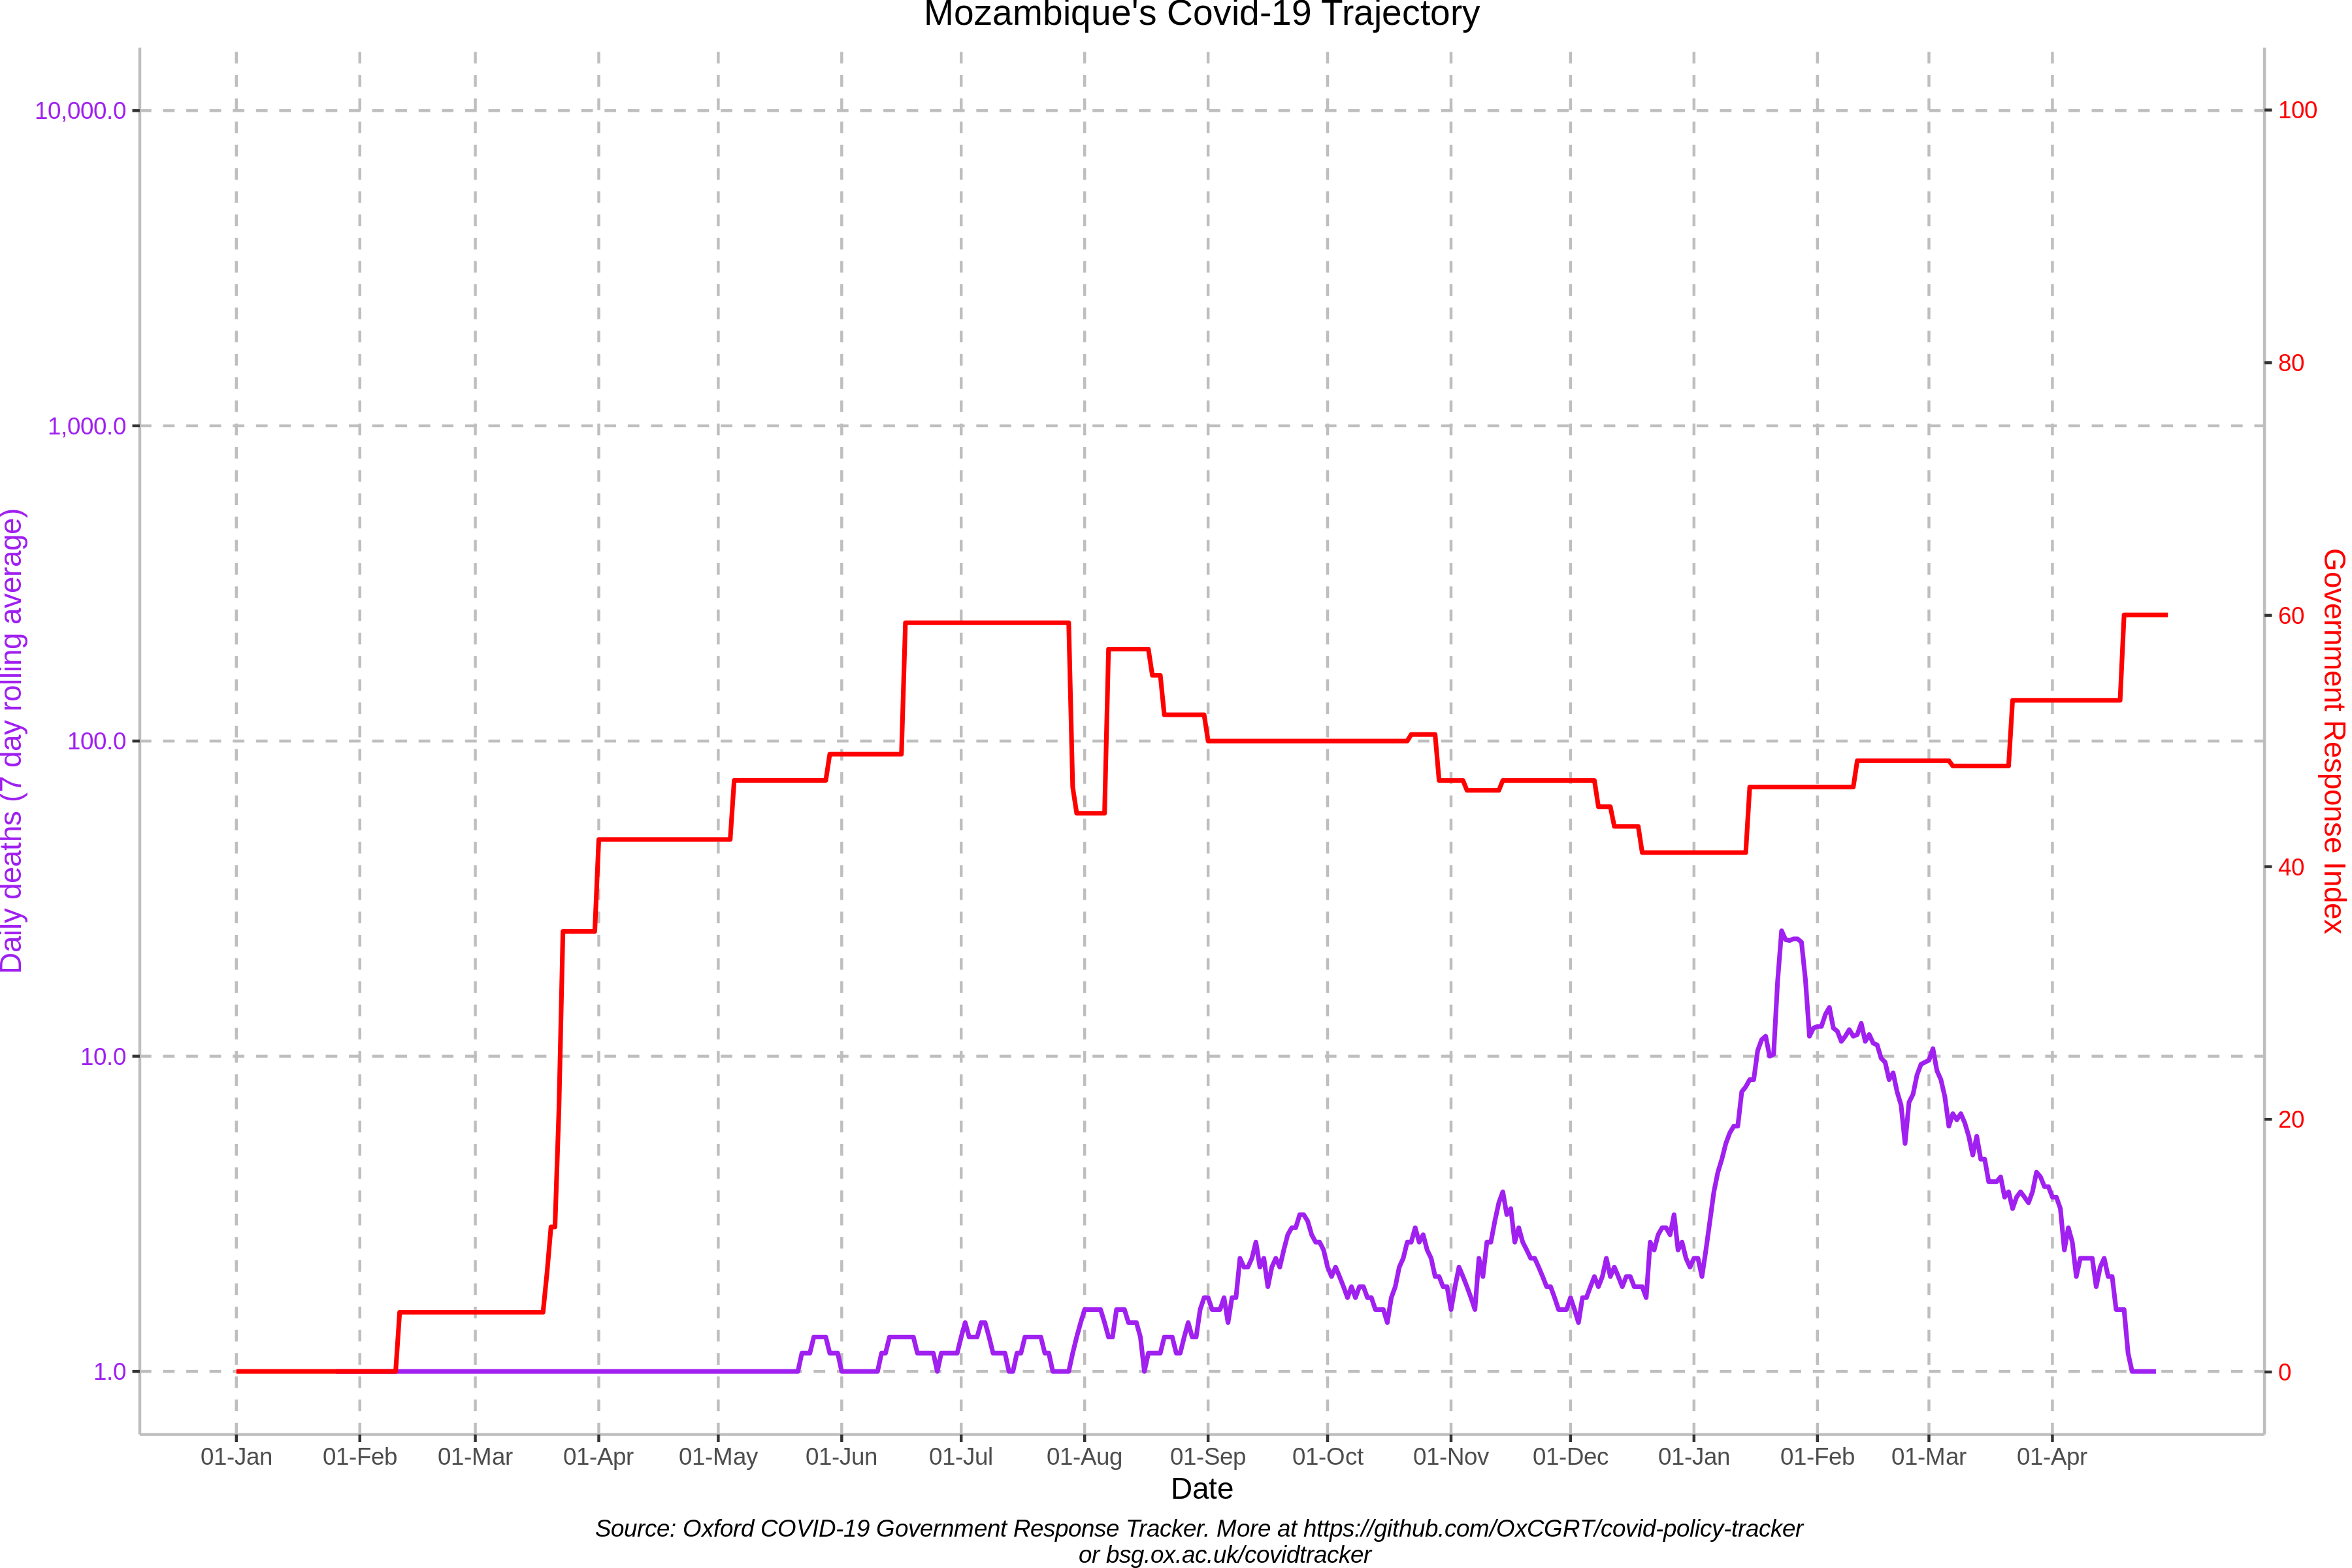 Mozambique's Covid-19 Trajectory
10,000.0
1,000.0
100.0
10.0
1.0
Daily deaths (7 day rolling average)
100
80
60
40
20
0
Government Response Index
01-Jan 01-Feb 01-Mar 01-Apr 01-May 01-Jun 01-Jul 01-Aug 01-Sep 01-Oct 01-Nov 01-Dec 01-Jan 01-Feb 01-Mar 01-Apr
Date
Source: Oxford COVID-19 Government Response Tracker. More at https://github.com/OxCGRT/covid-policy-tracker
or bsg.ox.ac.uk/covidtracker